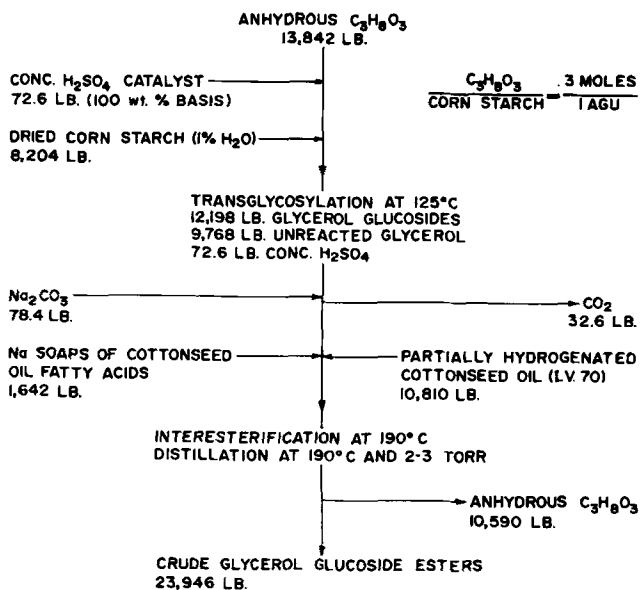 ANHYDROUS C₃H₈O₃
13,842 LB.
CONC. H₂SO₄ CATALYST
72.6 LB. (100 wt. % BASIS)
C₃H₈O₃ / CORN STARCH = .3 MOLES / 1 AGU
DRIED CORN STARCH (1% H₂O)
8,204 LB.
TRANSGLYCOSYLATION AT 125°C
12,198 LB. GLYCEROL GLUCOSIDES
9,768 LB. UNREACTED GLYCEROL
72.6 LB. CONC. H₂SO₄
Na₂CO₃
78.4 LB.
CO₂
32.6 LB.
Na SOAPS OF COTTONSEED
OIL FATTY ACIDS
1,642 LB.
PARTIALLY HYDROGENATED
COTTONSEED OIL (I.V. 70)
10,810 LB.
INTERESTERIFICATION AT 190°C
DISTILLATION AT 190°C AND 2-3 TORR
ANHYDROUS C₃H₈O₃
10,590 LB.
CRUDE GLYCEROL GLUCOSIDE ESTERS
23,946 LB.